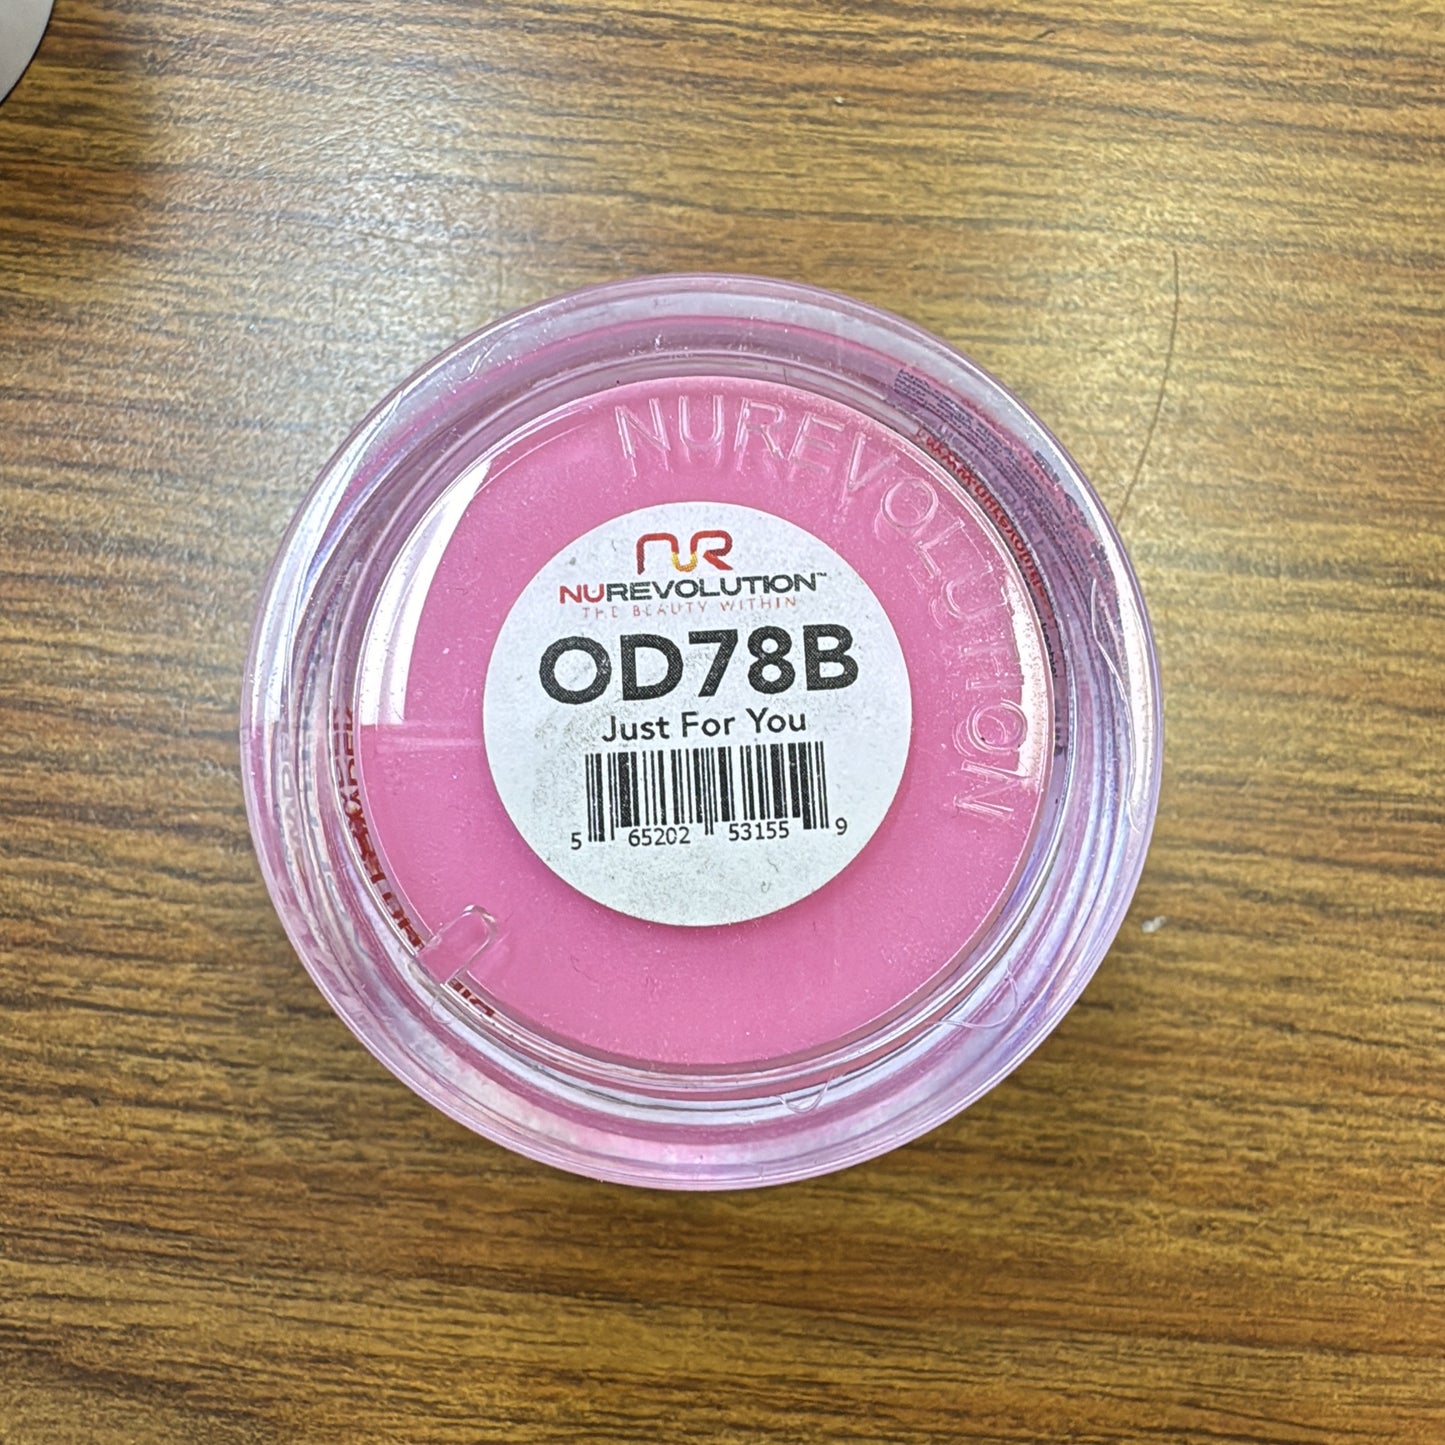 NUREVOLUTION
NR
NUREVOLUTION™
THE BEAUTY WITHIN
OD78B
Just For You
5 65202 53155 9